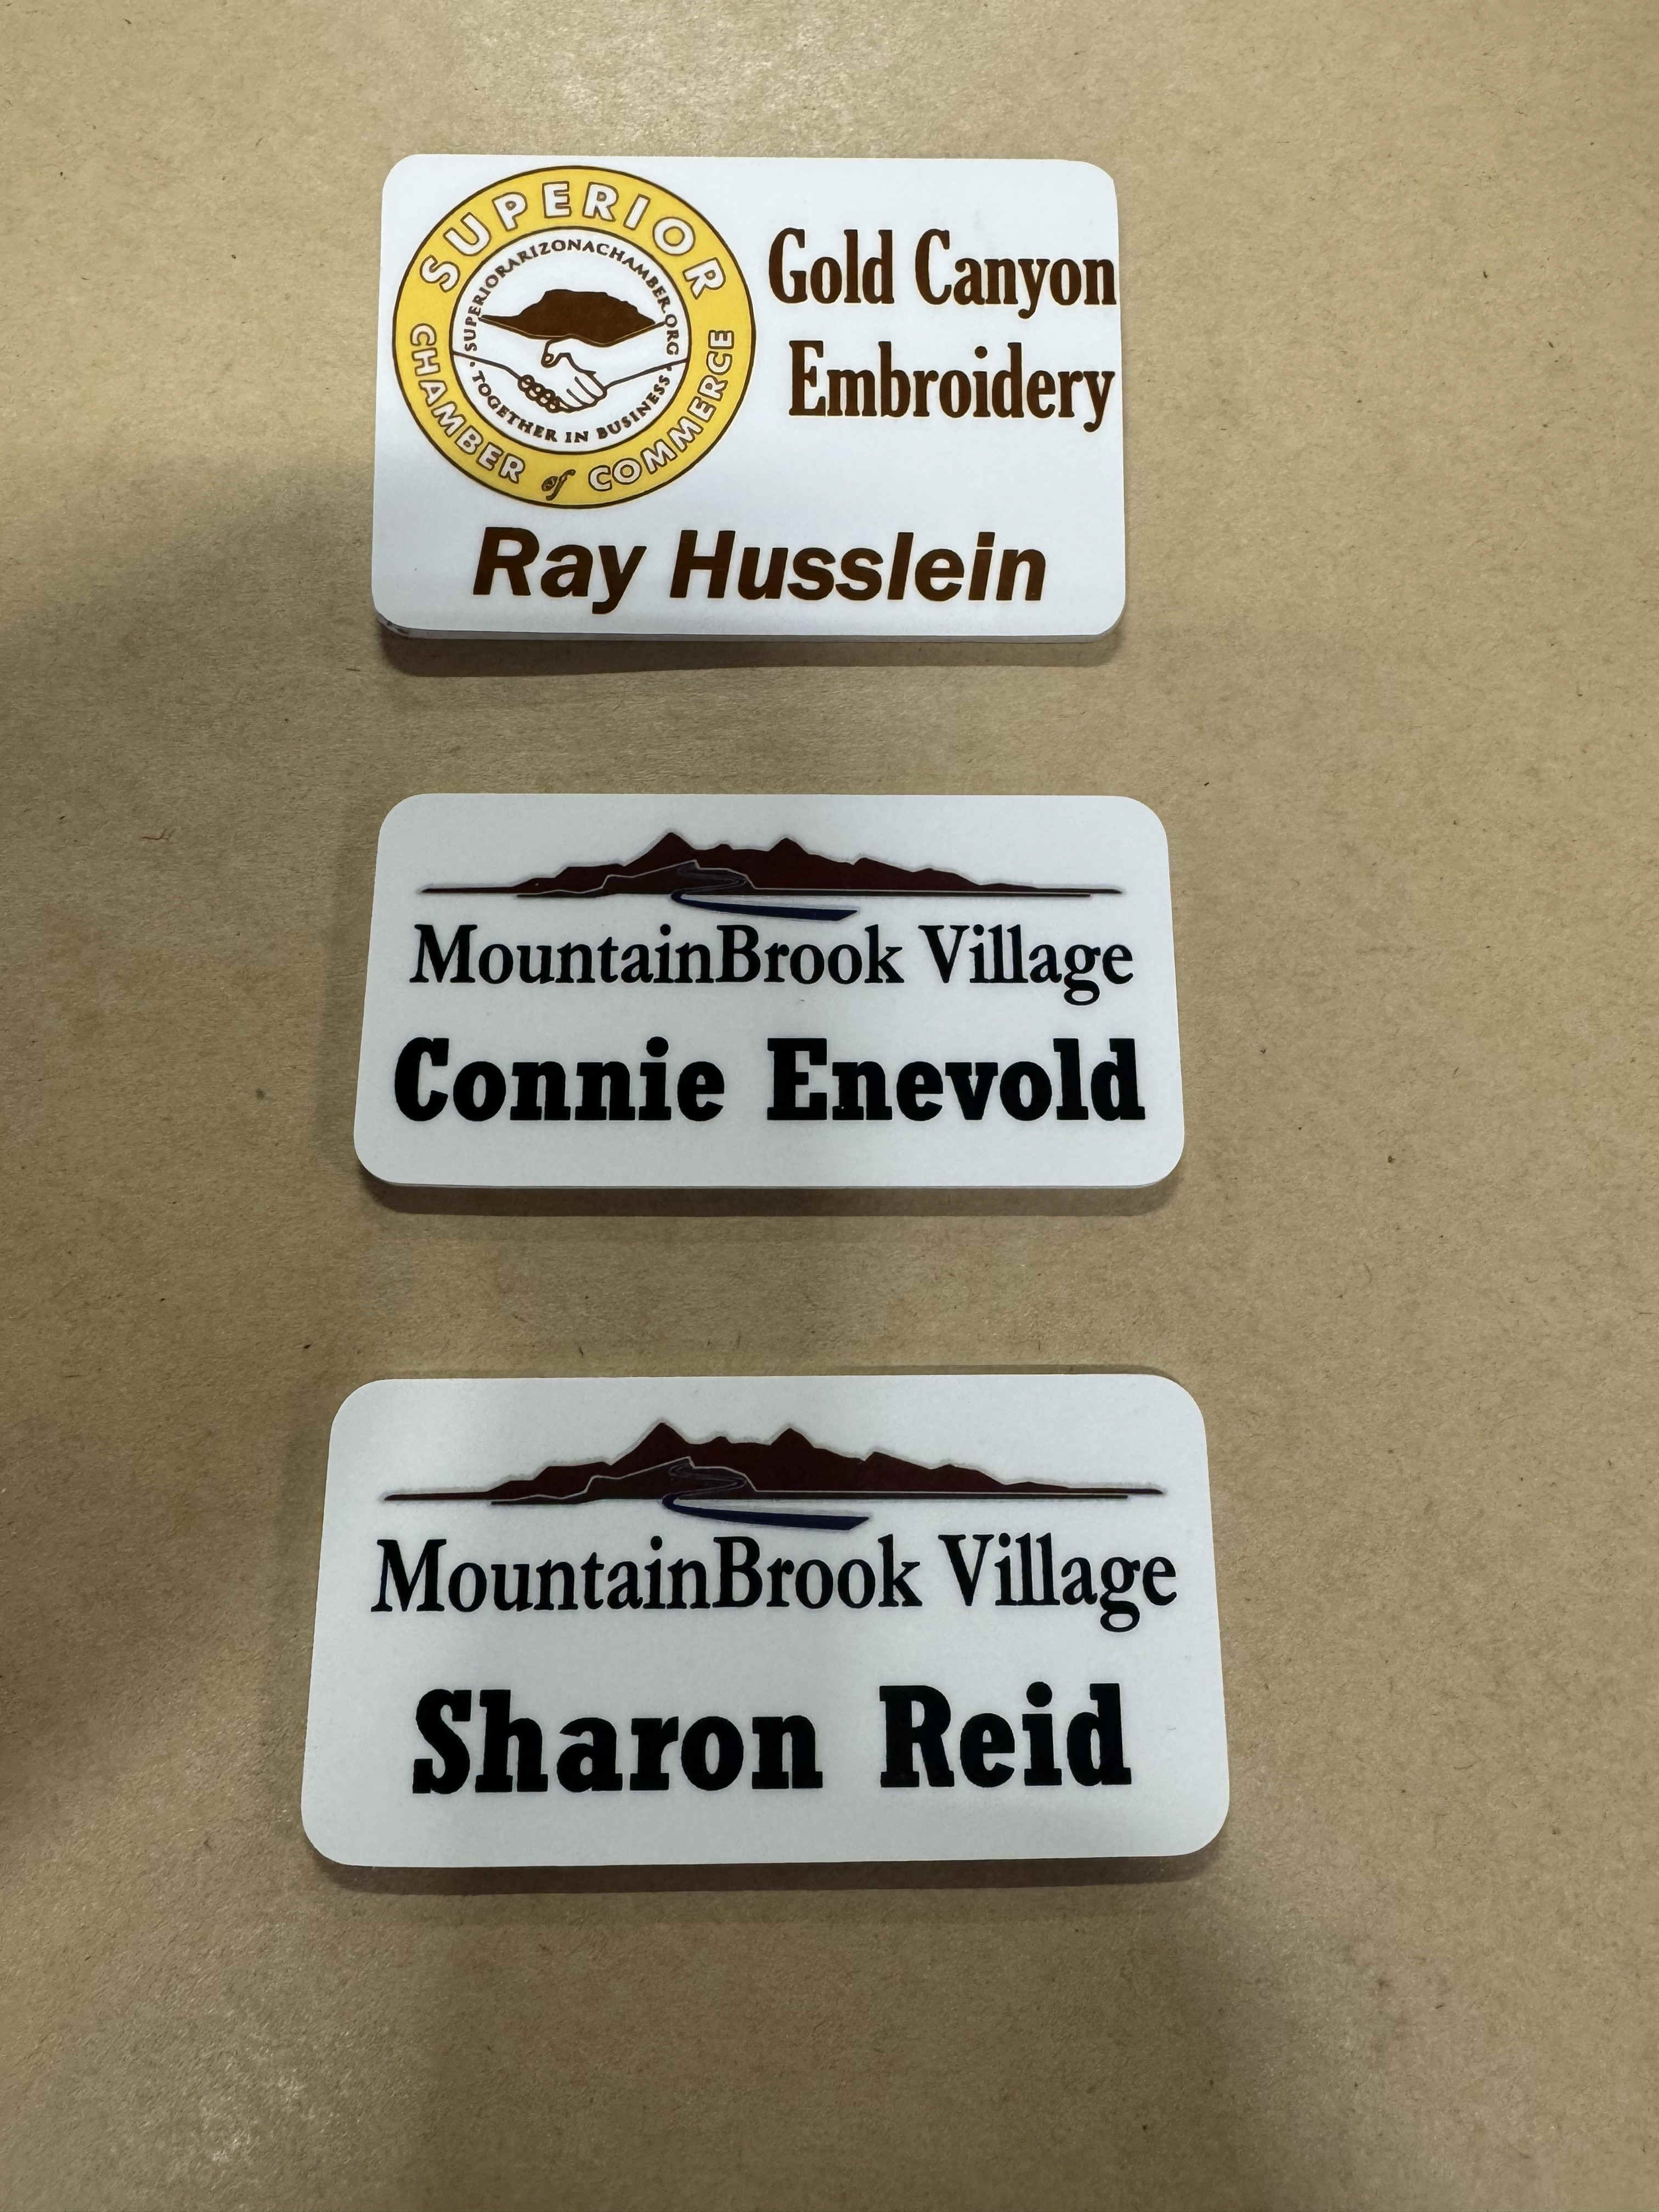 SUPERIOR
SUPERIORARIZONACHAMBER.ORG
• TOGETHER IN BUSINESS •
CHAMBER of COMMERCE
Gold Canyon
Embroidery
Ray Husslein
MountainBrook Village
Connie Enevold
MountainBrook Village
Sharon Reid